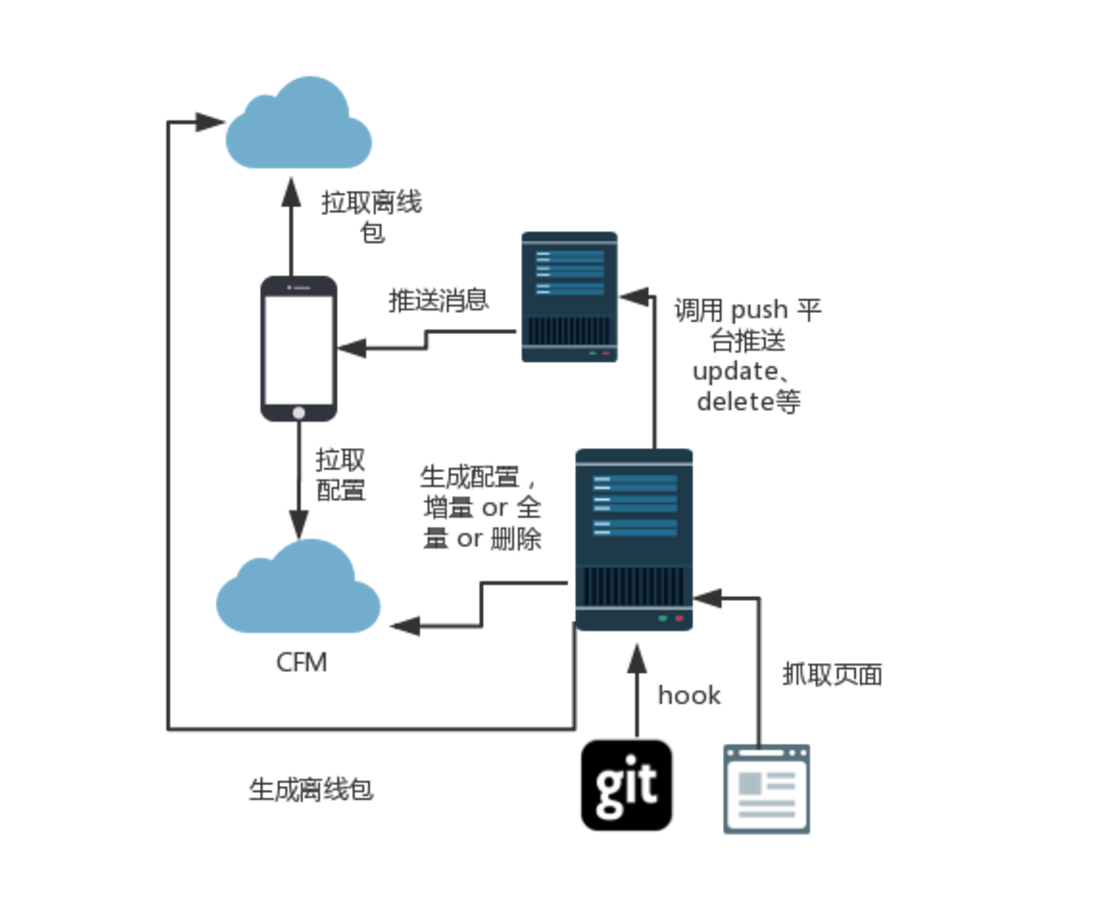 拉取离线
包
推送消息
调用 push 平
台推送
update、
delete等
拉取
配置
生成配置，
增量 or 全
量 or 删除
CFM
抓取页面
hook
git
生成离线包